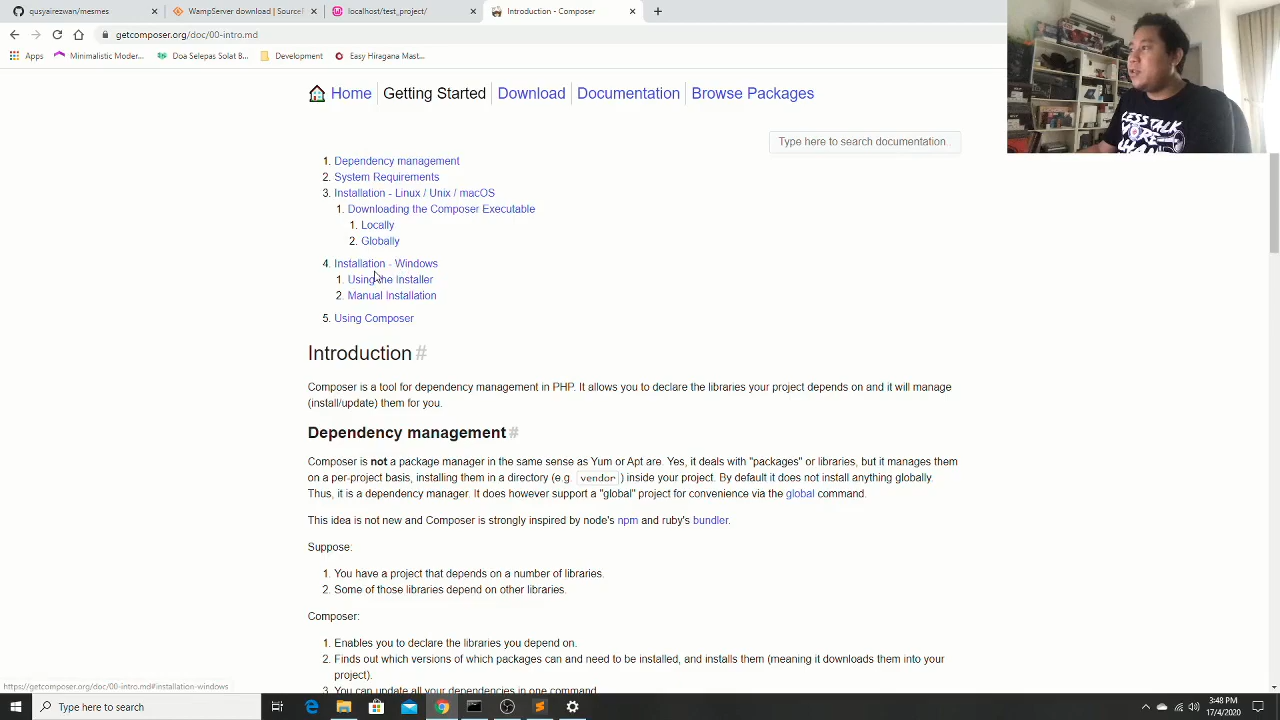 qusyairezwan/mesmes
WampServer download | SourceF
localhost/test_project/
Introduction - Composer
getcomposer.org/doc/00-intro.md
Apps
Minimalistic Moder...
Doa Selepas Solat B...
Development
Easy Hiragana Mast...
Home
Getting Started
Download
Documentation
Browse Packages
Type here to search documentation..
1. Dependency management
2. System Requirements
3. Installation - Linux / Unix / macOS
1. Downloading the Composer Executable
1. Locally
2. Globally
4. Installation - Windows
1. Using the Installer
2. Manual Installation
5. Using Composer
Introduction #
Composer is a tool for dependency management in PHP. It allows you to declare the libraries your project depends on and it will manage
(install/update) them for you.
Dependency management #
Composer is not a package manager in the same sense as Yum or Apt are. Yes, it deals with "packages" or libraries, but it manages them
on a per-project basis, installing them in a directory (e.g. vendor ) inside your project. By default it does not install anything globally.
Thus, it is a dependency manager. It does however support a "global" project for convenience via the global command.
This idea is not new and Composer is strongly inspired by node's npm and ruby's bundler.
Suppose:
1. You have a project that depends on a number of libraries.
2. Some of those libraries depend on other libraries.
Composer:
1. Enables you to declare the libraries you depend on.
2. Finds out which versions of which packages can and need to be installed, and installs them (meaning it downloads them into your
project).
3. You can update all your dependencies in one command.
https://getcomposer.org/doc/00-intro.md#installation-windows
Type here to search
3:48 PM
17/4/2020
LESS TALK
MORE